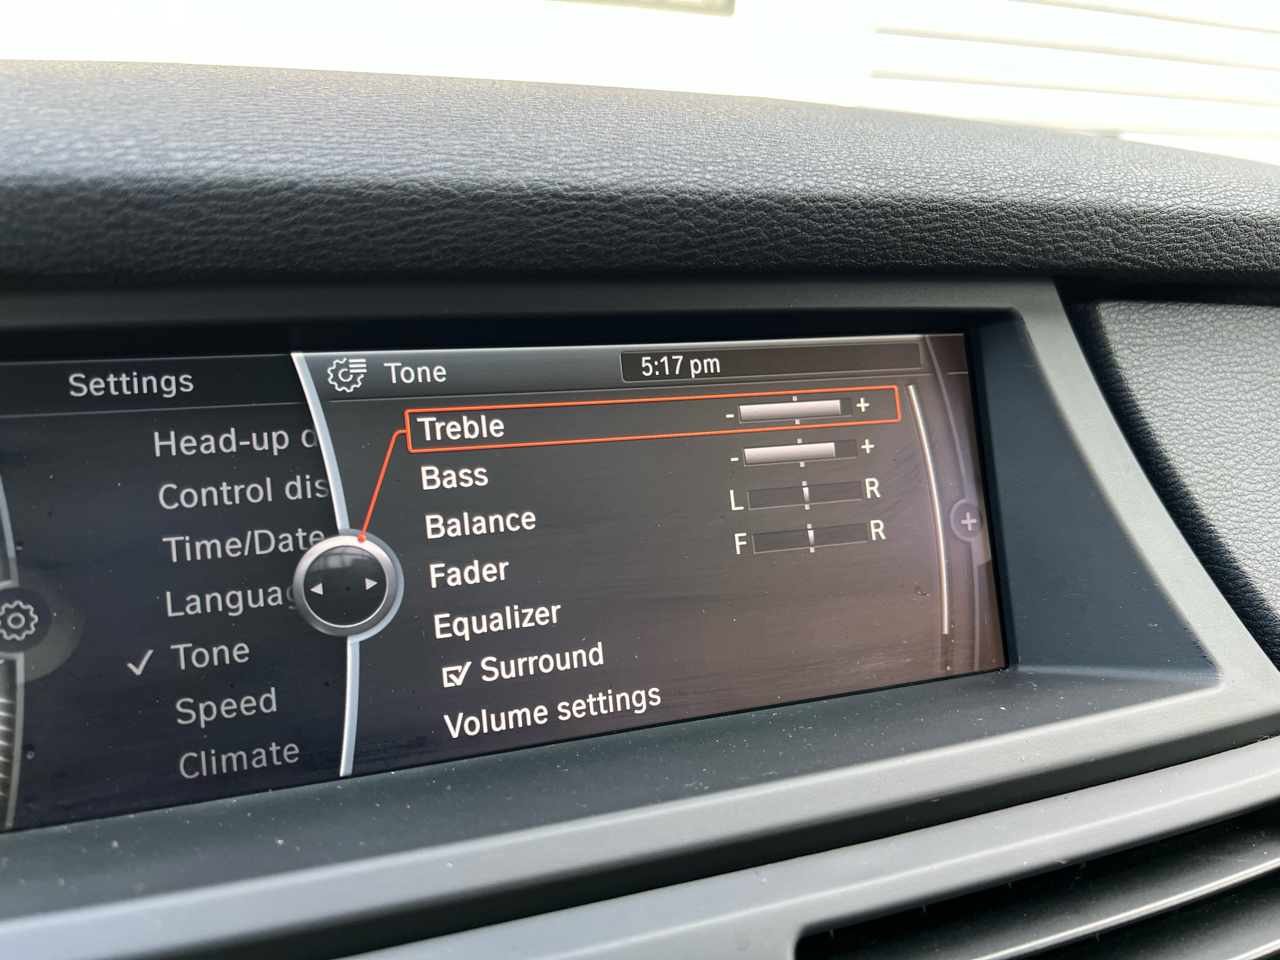 Settings
Head-up d
Control dis
Time/Date
Languag
Tone
Speed
Climate
Tone
5:17 pm
Treble - +
Bass - +
Balance L R
Fader F R
Equalizer
Surround
Volume settings
+